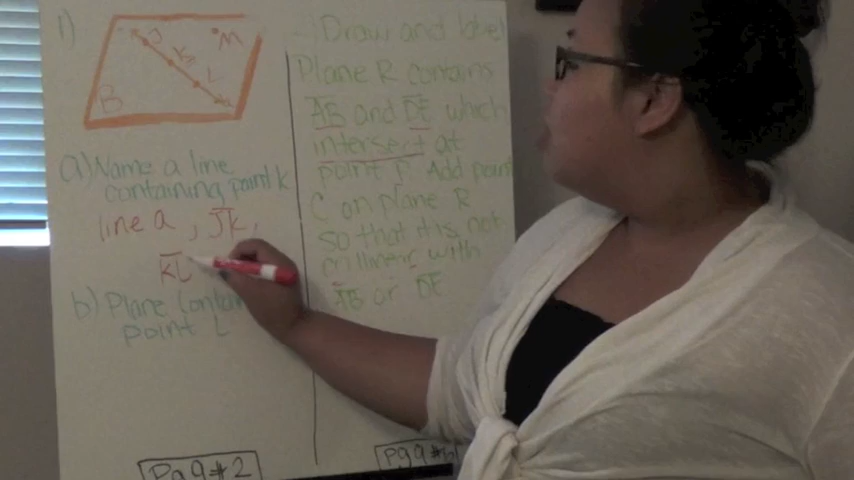 1)
J
K
M
L
B
a) Name a line
containing point k
line a, JK,
KL
b) Plane Contain
point L
Pg 9 #2
Draw and label
Plane R contains
AB and DE which
intersect at
point P. Add point
C on plane R
so that it is not
collinear with
AB or DE
Pg 9 #